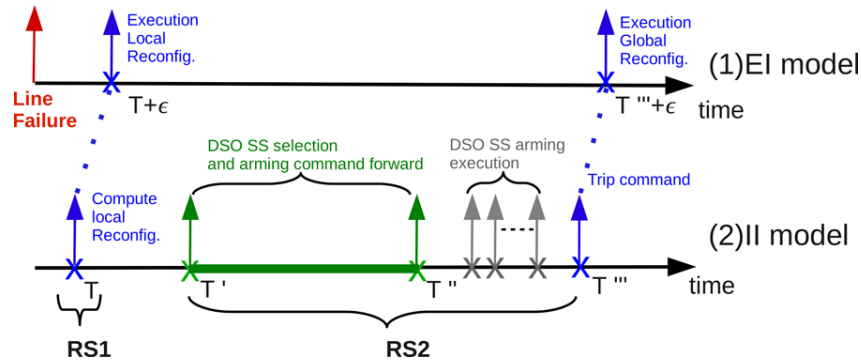 Execution
Local
Reconfig.
Execution
Global
Reconfig.
(1)EI model
Line
Failure
T+ϵ
T '''+ϵ
time
DSO SS selection
and arming command forward
DSO SS arming
execution
Trip command
Compute
local
Reconfig.
(2)II model
T
T '
T ''
T '''
time
RS1
RS2